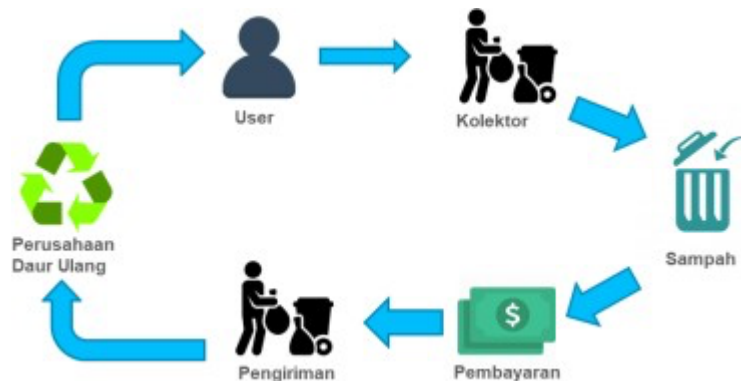 User
Kolektor
Sampah
Pembayaran
Pengiriman
Perusahaan
Daur Ulang
$